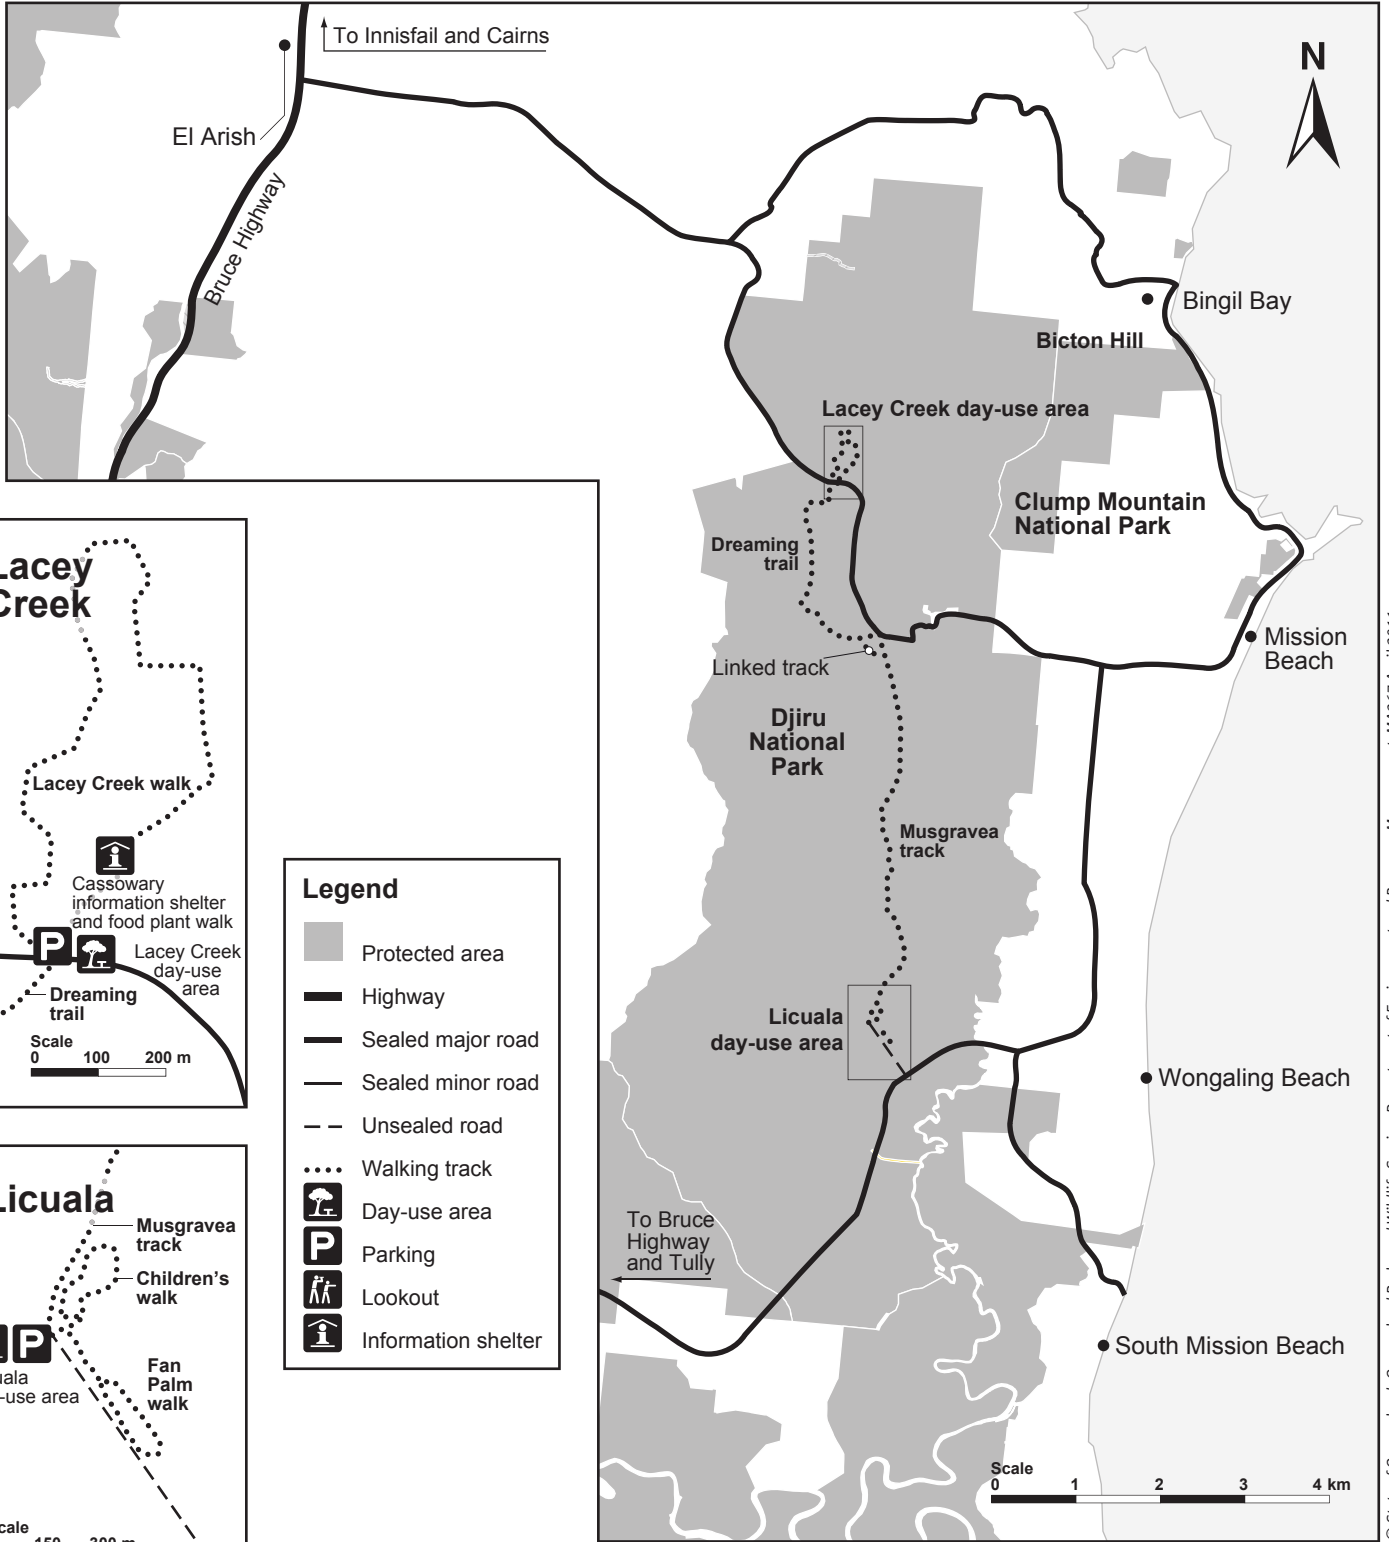 To Innisfail and Cairns
N
El Arish
Bruce Highway
Bingil Bay
Bicton Hill
Lacey Creek day-use area
Clump Mountain
National Park
Dreaming
trail
Mission
Beach
Linked track
Djiru
National
Park
Musgravea
track
Licuala
day-use area
Wongaling Beach
To Bruce
Highway
and Tully
South Mission Beach
Scale
0 1 2 3 4 km
Lacey
Creek
Lacey Creek walk
Cassowary
information shelter
and food plant walk
P
Lacey Creek
day-use
area
Dreaming
trail
Scale
0 100 200 m
Licuala
Musgravea
track
Children's
walk
P
-use area
Fan
Palm
walk
Legend
Protected area
Highway
Sealed major road
Sealed minor road
Unsealed road
Walking track
Day-use area
P Parking
Lookout
Information shelter